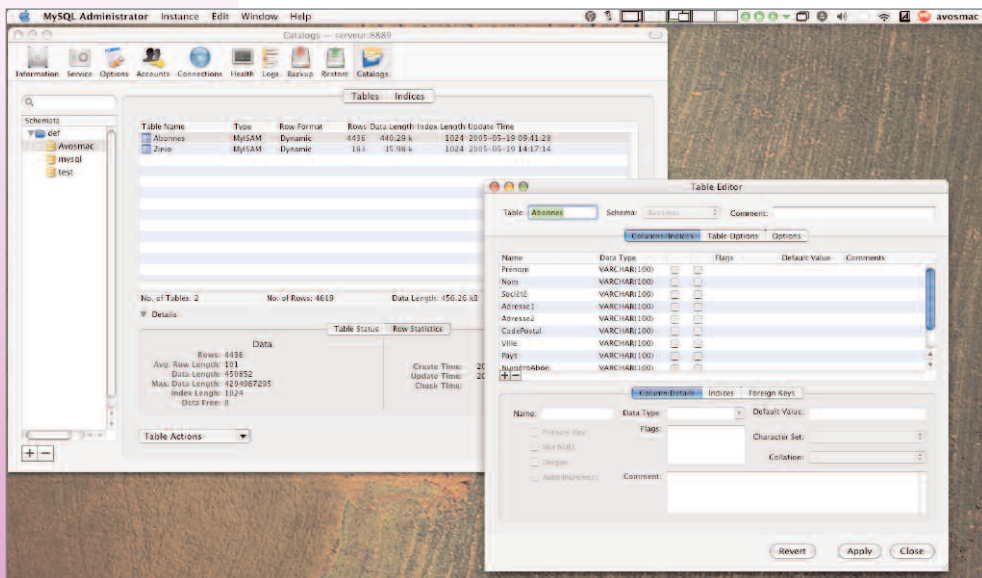 MySQL Administrator Instance Edit Window Help
avosmac
Catalogs — serveur:8889
Information Service Options Accounts Connections Health Logs Backup Restore Catalogs
Tables Indices
Schemata
def
Avosmac
mysql
test
Table Name Type Row Format Rows Data Length Index Length Update Time
Abonnes MyISAM Dynamic 4436 440.29 k 1024 2005-05-19 09:41:28
Zinio MyISAM Dynamic 183 15.98 k 1024 2005-05-19 14:17:14
No. of Tables: 2 No. of Rows: 4619 Data Length: 456.26 kB
Details
Table Status Row Statistics
Data
Rows: 4436
Avg. Row Length: 101
Data Length: 450852
Max. Data Length: 4294967295
Index Length: 1024
Data Free: 0
Create Time: 20
Update Time: 20
Check Time:
Table Actions
Table Editor
Table: Abonnes Schema: Avosmac Comment:
Columns/Indices Table Options Options
Name Data Type Flags Default Value Comments
Prénom VARCHAR(100)
Nom VARCHAR(100)
Société VARCHAR(100)
Adresse1 VARCHAR(100)
Adresse2 VARCHAR(100)
CodePostal VARCHAR(100)
Ville VARCHAR(100)
Pays VARCHAR(100)
NuméroAbon VARCHAR(100)
Column Details Indices Foreign Keys
Name: Data Type: Default Value:
Primary Key Flags: Character Set:
Not NULL Collation:
Unique
Auto Increment Comment:
Revert Apply Close